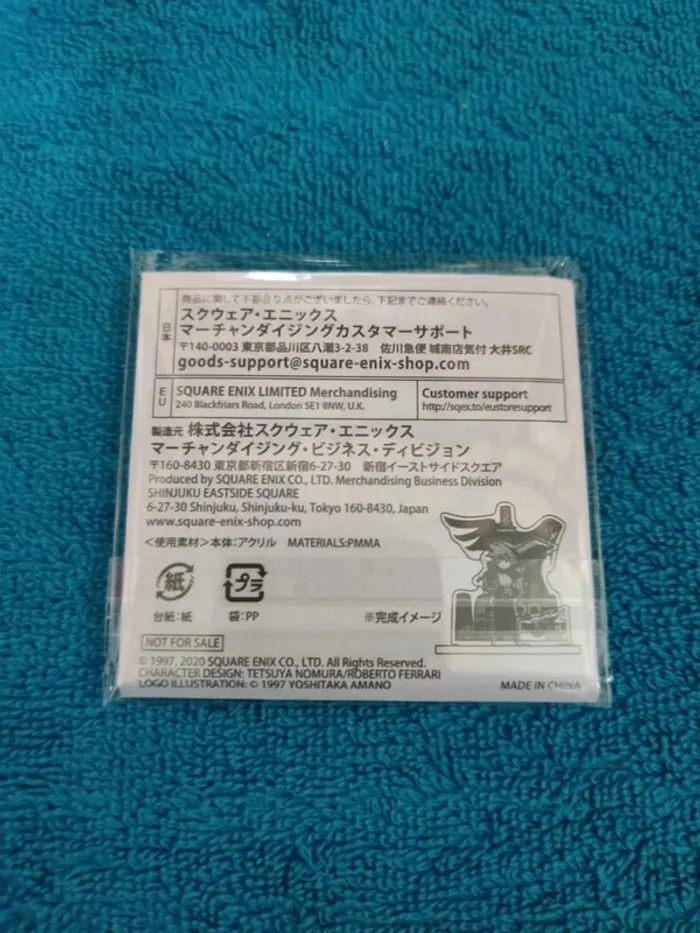 商品に関して不都合な点がございましたら、下記までご連絡ください。
日本
スクウェア・エニックス
マーチャンダイジングカスタマーサポート
〒140-0003 東京都品川区八潮3-2-38 佐川急便 城南店気付 大井SRC
goods-support@square-enix-shop.com
EU
SQUARE ENIX LIMITED Merchandising
240 Blackfriars Road, London SE1 8NW, U.K.
Customer support
http://sqex.to/eustoresupport
製造元 株式会社スクウェア・エニックス
マーチャンダイジング・ビジネス・ディビジョン
〒160-8430 東京都新宿区新宿6-27-30 新宿イーストサイドスクエア
Produced by SQUARE ENIX CO., LTD. Merchandising Business Division
SHINJUKU EASTSIDE SQUARE
6-27-30 Shinjuku, Shinjuku-ku, Tokyo 160-8430, Japan
www.square-enix-shop.com
<使用素材>本体:アクリル MATERIALS:PMMA
紙 プラ
台紙:紙 袋:PP ※完成イメージ
NOT FOR SALE
© 1997, 2020 SQUARE ENIX CO., LTD. All Rights Reserved.
CHARACTER DESIGN: TETSUYA NOMURA/ROBERTO FERRARI
LOGO ILLUSTRATION: © 1997 YOSHITAKA AMANO
MADE IN CHINA